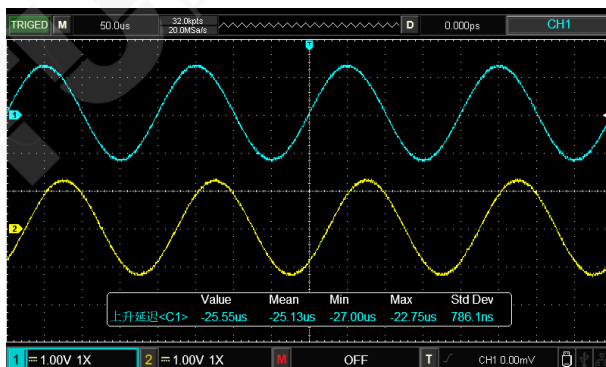 TRIGED M 50.0us 32.0kpts 20.0MSa/s D 0.000ps CH1
T
1
2
Value Mean Min Max Std Dev
上升延迟<C1> -25.55us -25.13us -27.00us -22.75us 786.1ns
1 1.00V 1X 2 1.00V 1X M OFF T CH1 0.00mV